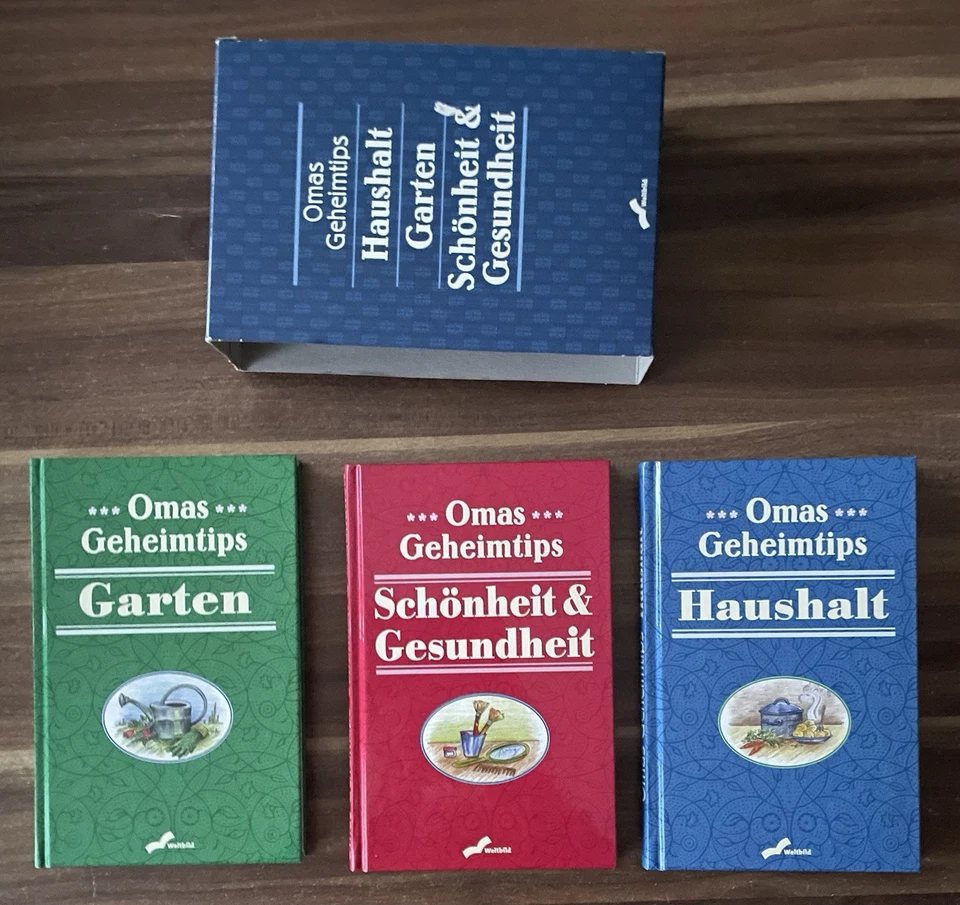 Omas
Geheimtips
Haushalt
Garten
Schönheit &
Gesundheit
Weltbild
*** Omas ***
Geheimtips
Garten
Weltbild
*** Omas ***
Geheimtips
Schönheit &
Gesundheit
Weltbild
*** Omas ***
Geheimtips
Haushalt
Weltbild